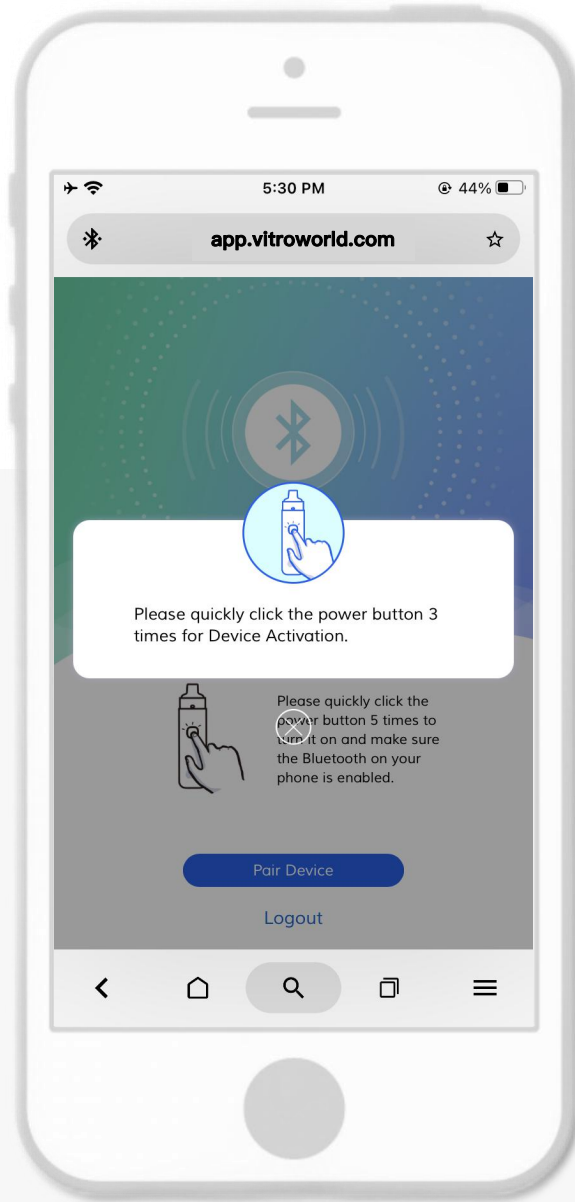 5:30 PM
44%
app.vitroworld.com
Please quickly click the power button 3
times for Device Activation.
Please quickly click the
power button 5 times to
turn it on and make sure
the Bluetooth on your
phone is enabled.
Pair Device
Logout